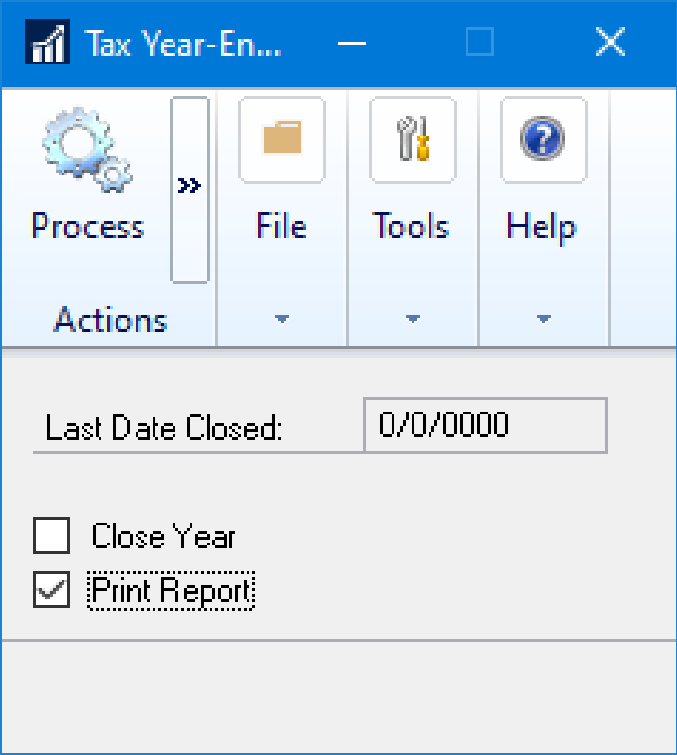 Tax Year-En...
Process
»
File
Tools
Help
Actions
Last Date Closed: 0/0/0000
Close Year
Print Report